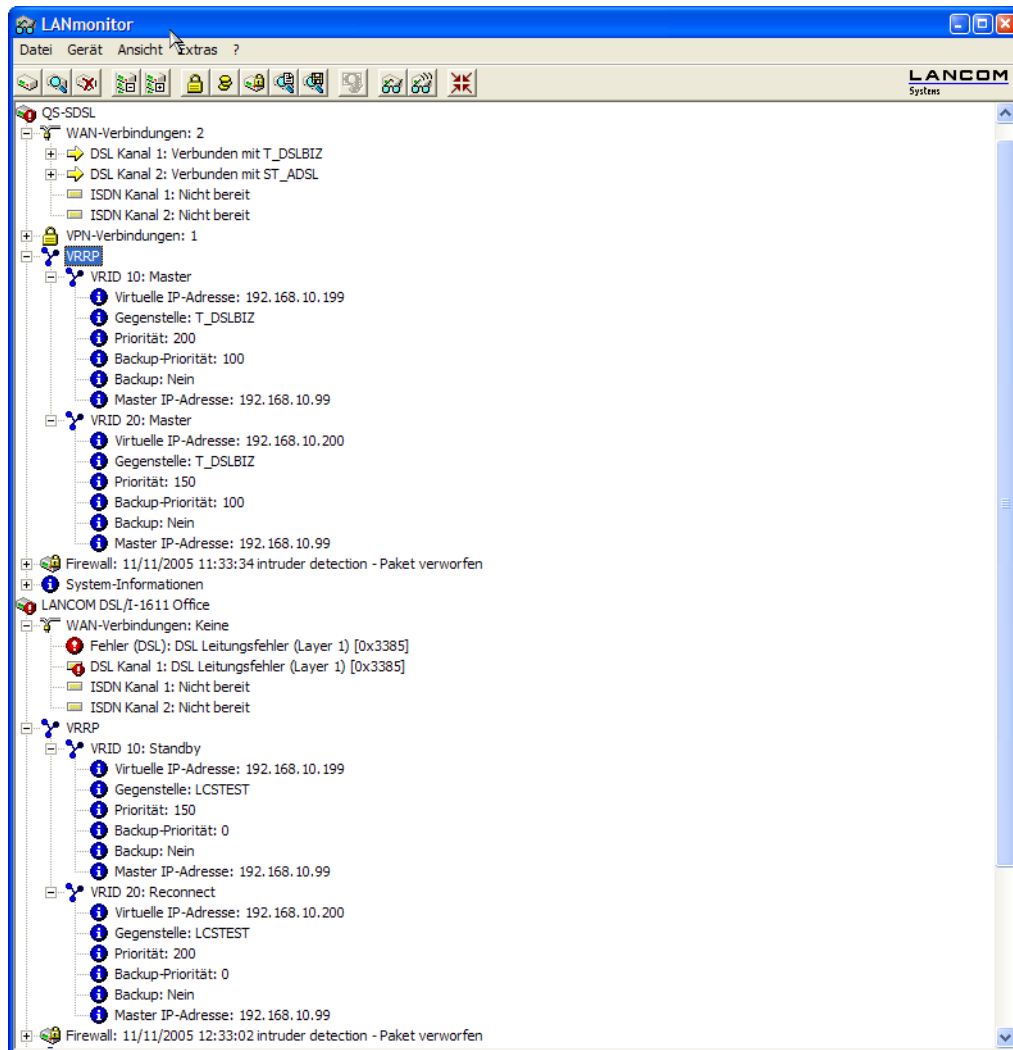 LANmonitor
Datei Gerät Ansicht Extras ?
LANCOM
Systems
QS-SDSL
WAN-Verbindungen: 2
DSL Kanal 1: Verbunden mit T_DSLBIZ
DSL Kanal 2: Verbunden mit ST_ADSL
ISDN Kanal 1: Nicht bereit
ISDN Kanal 2: Nicht bereit
VPN-Verbindungen: 1
VRRP
VRID 10: Master
Virtuelle IP-Adresse: 192.168.10.199
Gegenstelle: T_DSLBIZ
Priorität: 200
Backup-Priorität: 100
Backup: Nein
Master IP-Adresse: 192.168.10.99
VRID 20: Master
Virtuelle IP-Adresse: 192.168.10.200
Gegenstelle: T_DSLBIZ
Priorität: 150
Backup-Priorität: 100
Backup: Nein
Master IP-Adresse: 192.168.10.99
Firewall: 11/11/2005 11:33:34 intruder detection - Paket verworfen
System-Informationen
LANCOM DSL/I-1611 Office
WAN-Verbindungen: Keine
Fehler (DSL): DSL Leitungsfehler (Layer 1) [0x3385]
DSL Kanal 1: DSL Leitungsfehler (Layer 1) [0x3385]
ISDN Kanal 1: Nicht bereit
ISDN Kanal 2: Nicht bereit
VRRP
VRID 10: Standby
Virtuelle IP-Adresse: 192.168.10.199
Gegenstelle: LCSTEST
Priorität: 150
Backup-Priorität: 0
Backup: Nein
Master IP-Adresse: 192.168.10.99
VRID 20: Reconnect
Virtuelle IP-Adresse: 192.168.10.200
Gegenstelle: LCSTEST
Priorität: 200
Backup-Priorität: 0
Backup: Nein
Master IP-Adresse: 192.168.10.99
Firewall: 11/11/2005 12:33:02 intruder detection - Paket verworfen